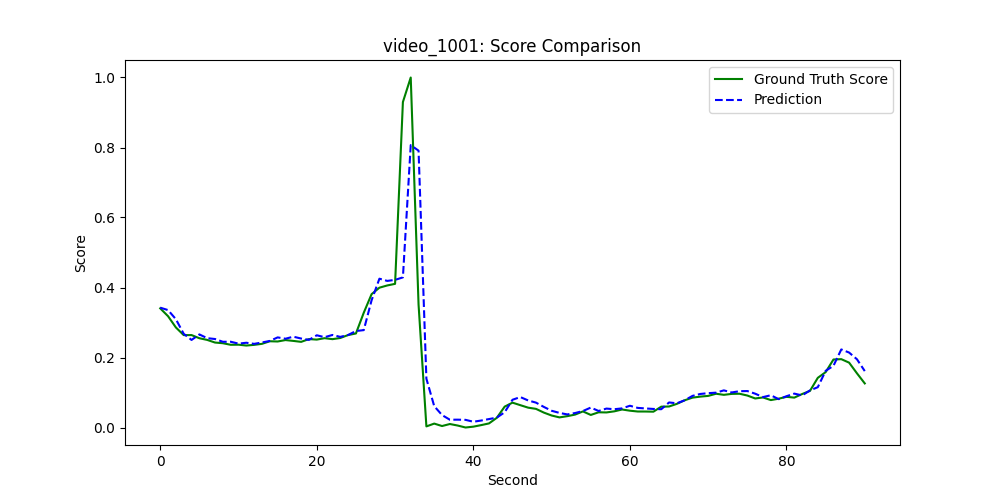 video_1001: Score Comparison
Ground Truth Score
Prediction
1.0
0.8
0.6
0.4
0.2
0.0
Score
0 20 40 60 80
Second